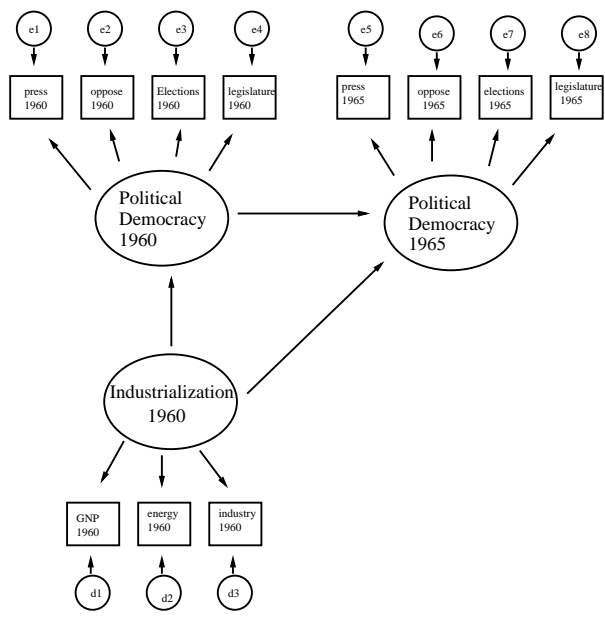 e1
e2
e3
e4
e5
e6
e7
e8
press
1960
oppose
1960
Elections
1960
legislature
1960
press
1965
oppose
1965
elections
1965
legislature
1965
Political
Democracy
1960
Political
Democracy
1965
Industrialization
1960
GNP
1960
energy
1960
industry
1960
d1
d2
d3